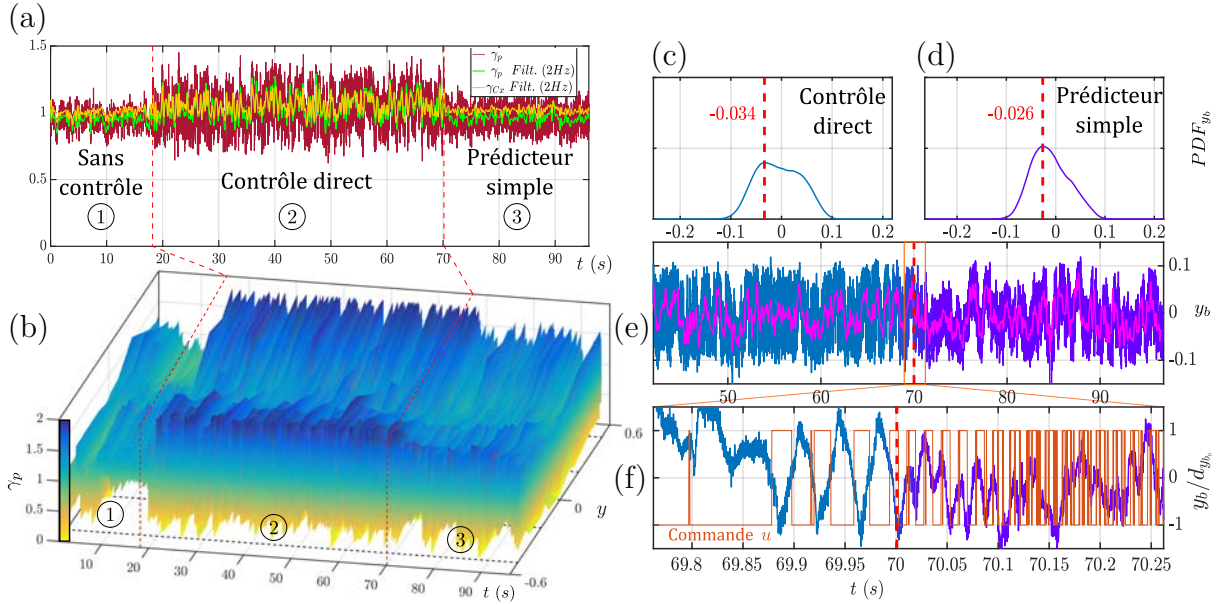 (a)
1.5
1
0.5
0
γp
γp Filt. (2Hz)
γCx Filt. (2Hz)
Sans
contrôle
①
Contrôle direct
②
Prédicteur
simple
③
0 10 20 30 40 50 60 70 80 90 t (s)
(b)
2
1.5
1
0.5
0
γp
①
②
③
10 20 30 40 50 60 70 80 90 t (s)
0.6
0
-0.6
y
(c)
-0.034
Contrôle
direct
-0.2 -0.1 0 0.1 0.2
(d)
-0.026
Prédicteur
simple
-0.2 -0.1 0 0.1 0.2
PDFyb
(e)
0.1
0
-0.1
yb
50 60 70 80 90
(f)
1
0
-1
Commande u
69.8 69.85 69.9 69.95 70 70.05 70.1 70.15 70.2 70.25
t (s)